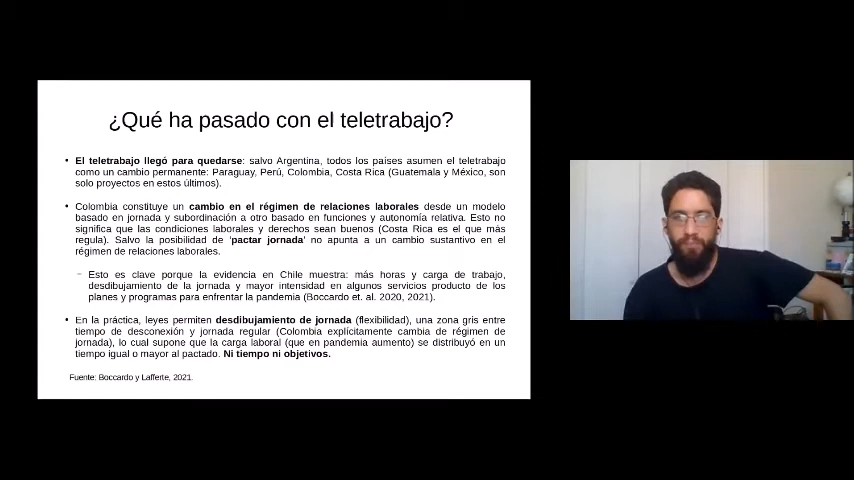 ¿Qué ha pasado con el teletrabajo?
• El teletrabajo llegó para quedarse: salvo Argentina, todos los países asumen el teletrabajo
como un cambio permanente: Paraguay, Perú, Colombia, Costa Rica (Guatemala y México, son
solo proyectos en estos últimos).
• Colombia constituye un cambio en el régimen de relaciones laborales desde un modelo
basado en jornada y subordinación a otro basado en funciones y autonomía relativa. Esto no
significa que las condiciones laborales y derechos sean buenos (Costa Rica es el que más
regula). Salvo la posibilidad de 'pactar jornada' no apunta a un cambio sustantivo en el
régimen de relaciones laborales.
– Esto es clave porque la evidencia en Chile muestra: más horas y carga de trabajo,
desdibujamiento de la jornada y mayor intensidad en algunos servicios producto de los
planes y programas para enfrentar la pandemia (Boccardo et. al. 2020, 2021).
• En la práctica, leyes permiten desdibujamiento de jornada (flexibilidad), una zona gris entre
tiempo de desconexión y jornada regular (Colombia explícitamente cambia de régimen de
jornada), lo cual supone que la carga laboral (que en pandemia aumento) se distribuyó en un
tiempo igual o mayor al pactado. Ni tiempo ni objetivos.
Fuente: Boccardo y Lafferte, 2021.